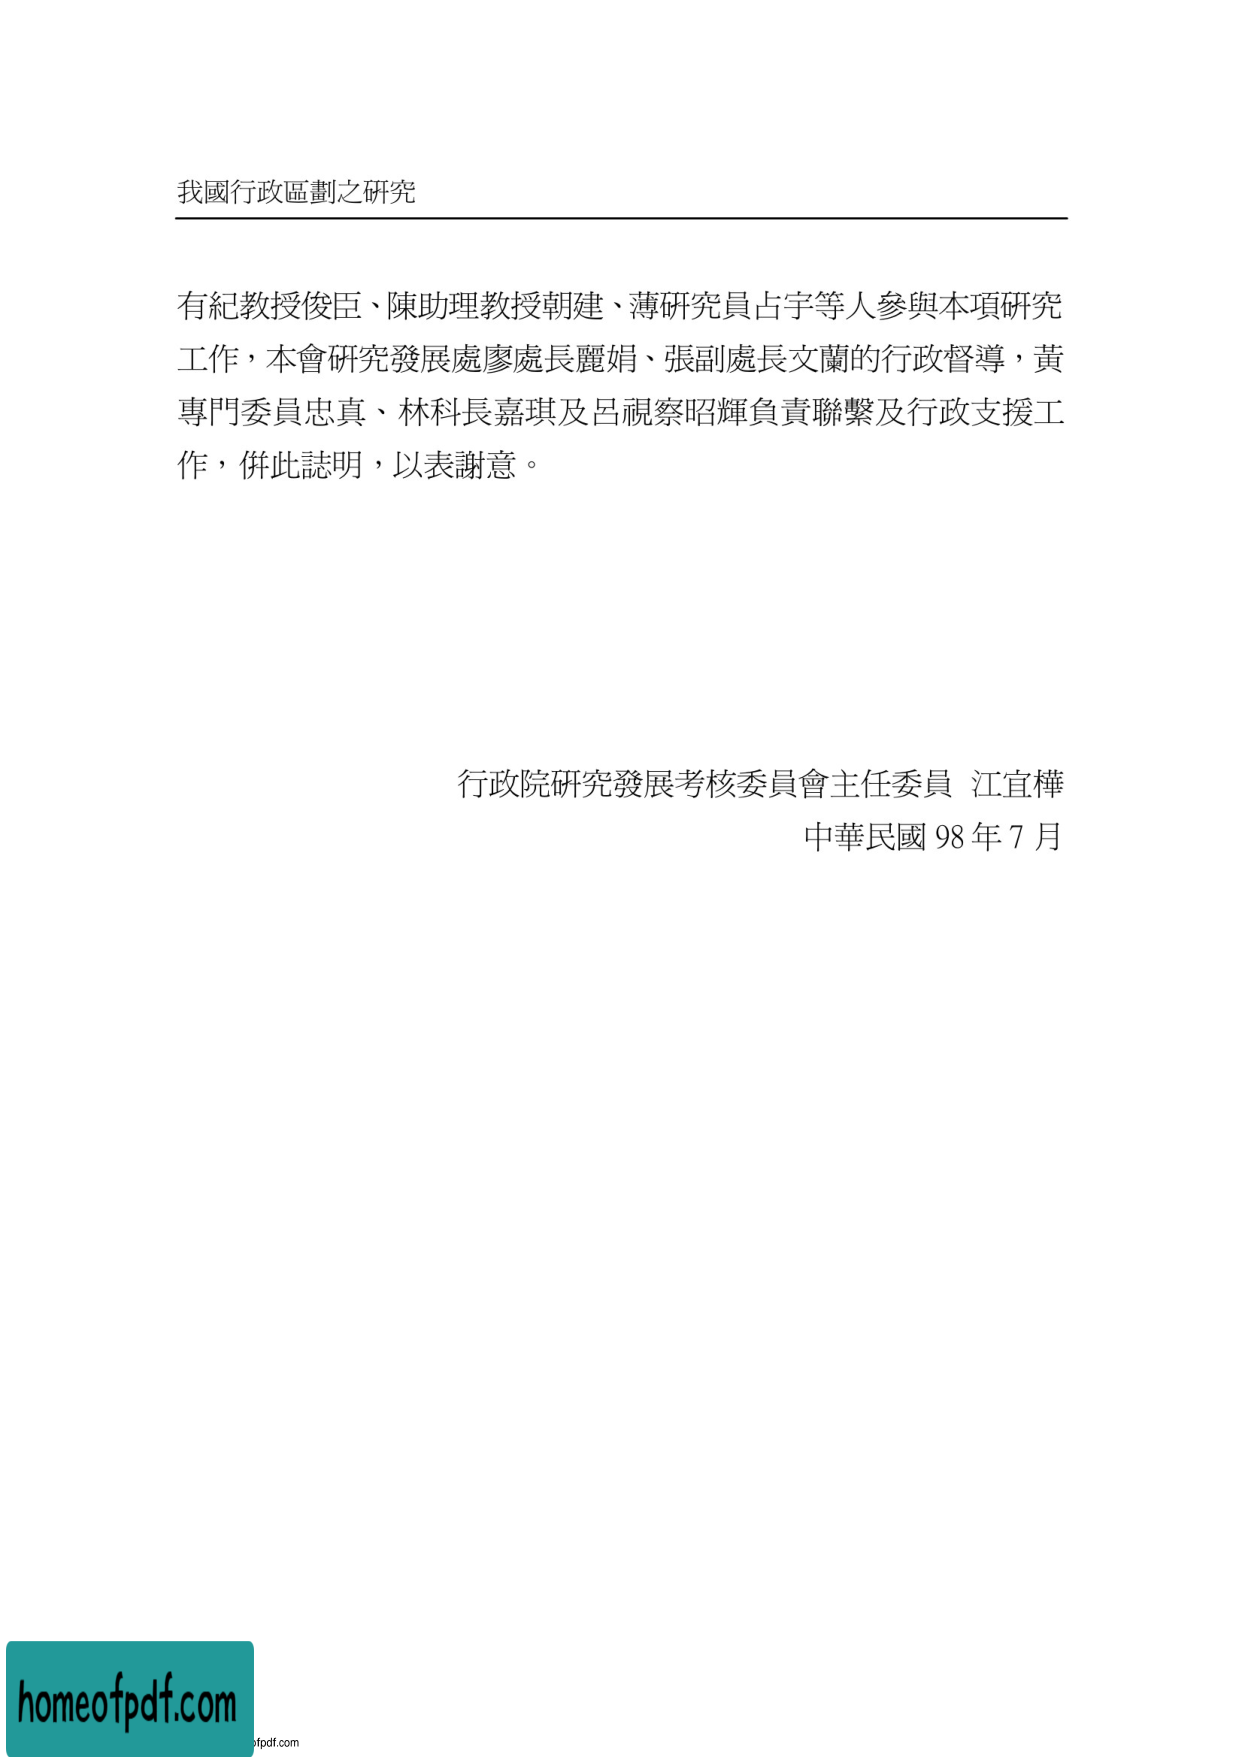 我國行政區劃之研究
有紀教授俊臣、陳助理教授朝建、薄研究員占宇等人參與本項研究
工作，本會研究發展處廖處長麗娟、張副處長文蘭的行政督導，黃
專門委員忠真、林科長嘉琪及呂視察昭輝負責聯繫及行政支援工
作，併此誌明，以表謝意。
行政院研究發展考核委員會主任委員 江宜樺
中華民國 98 年 7 月
homeofpdf.com
ofpdf.com